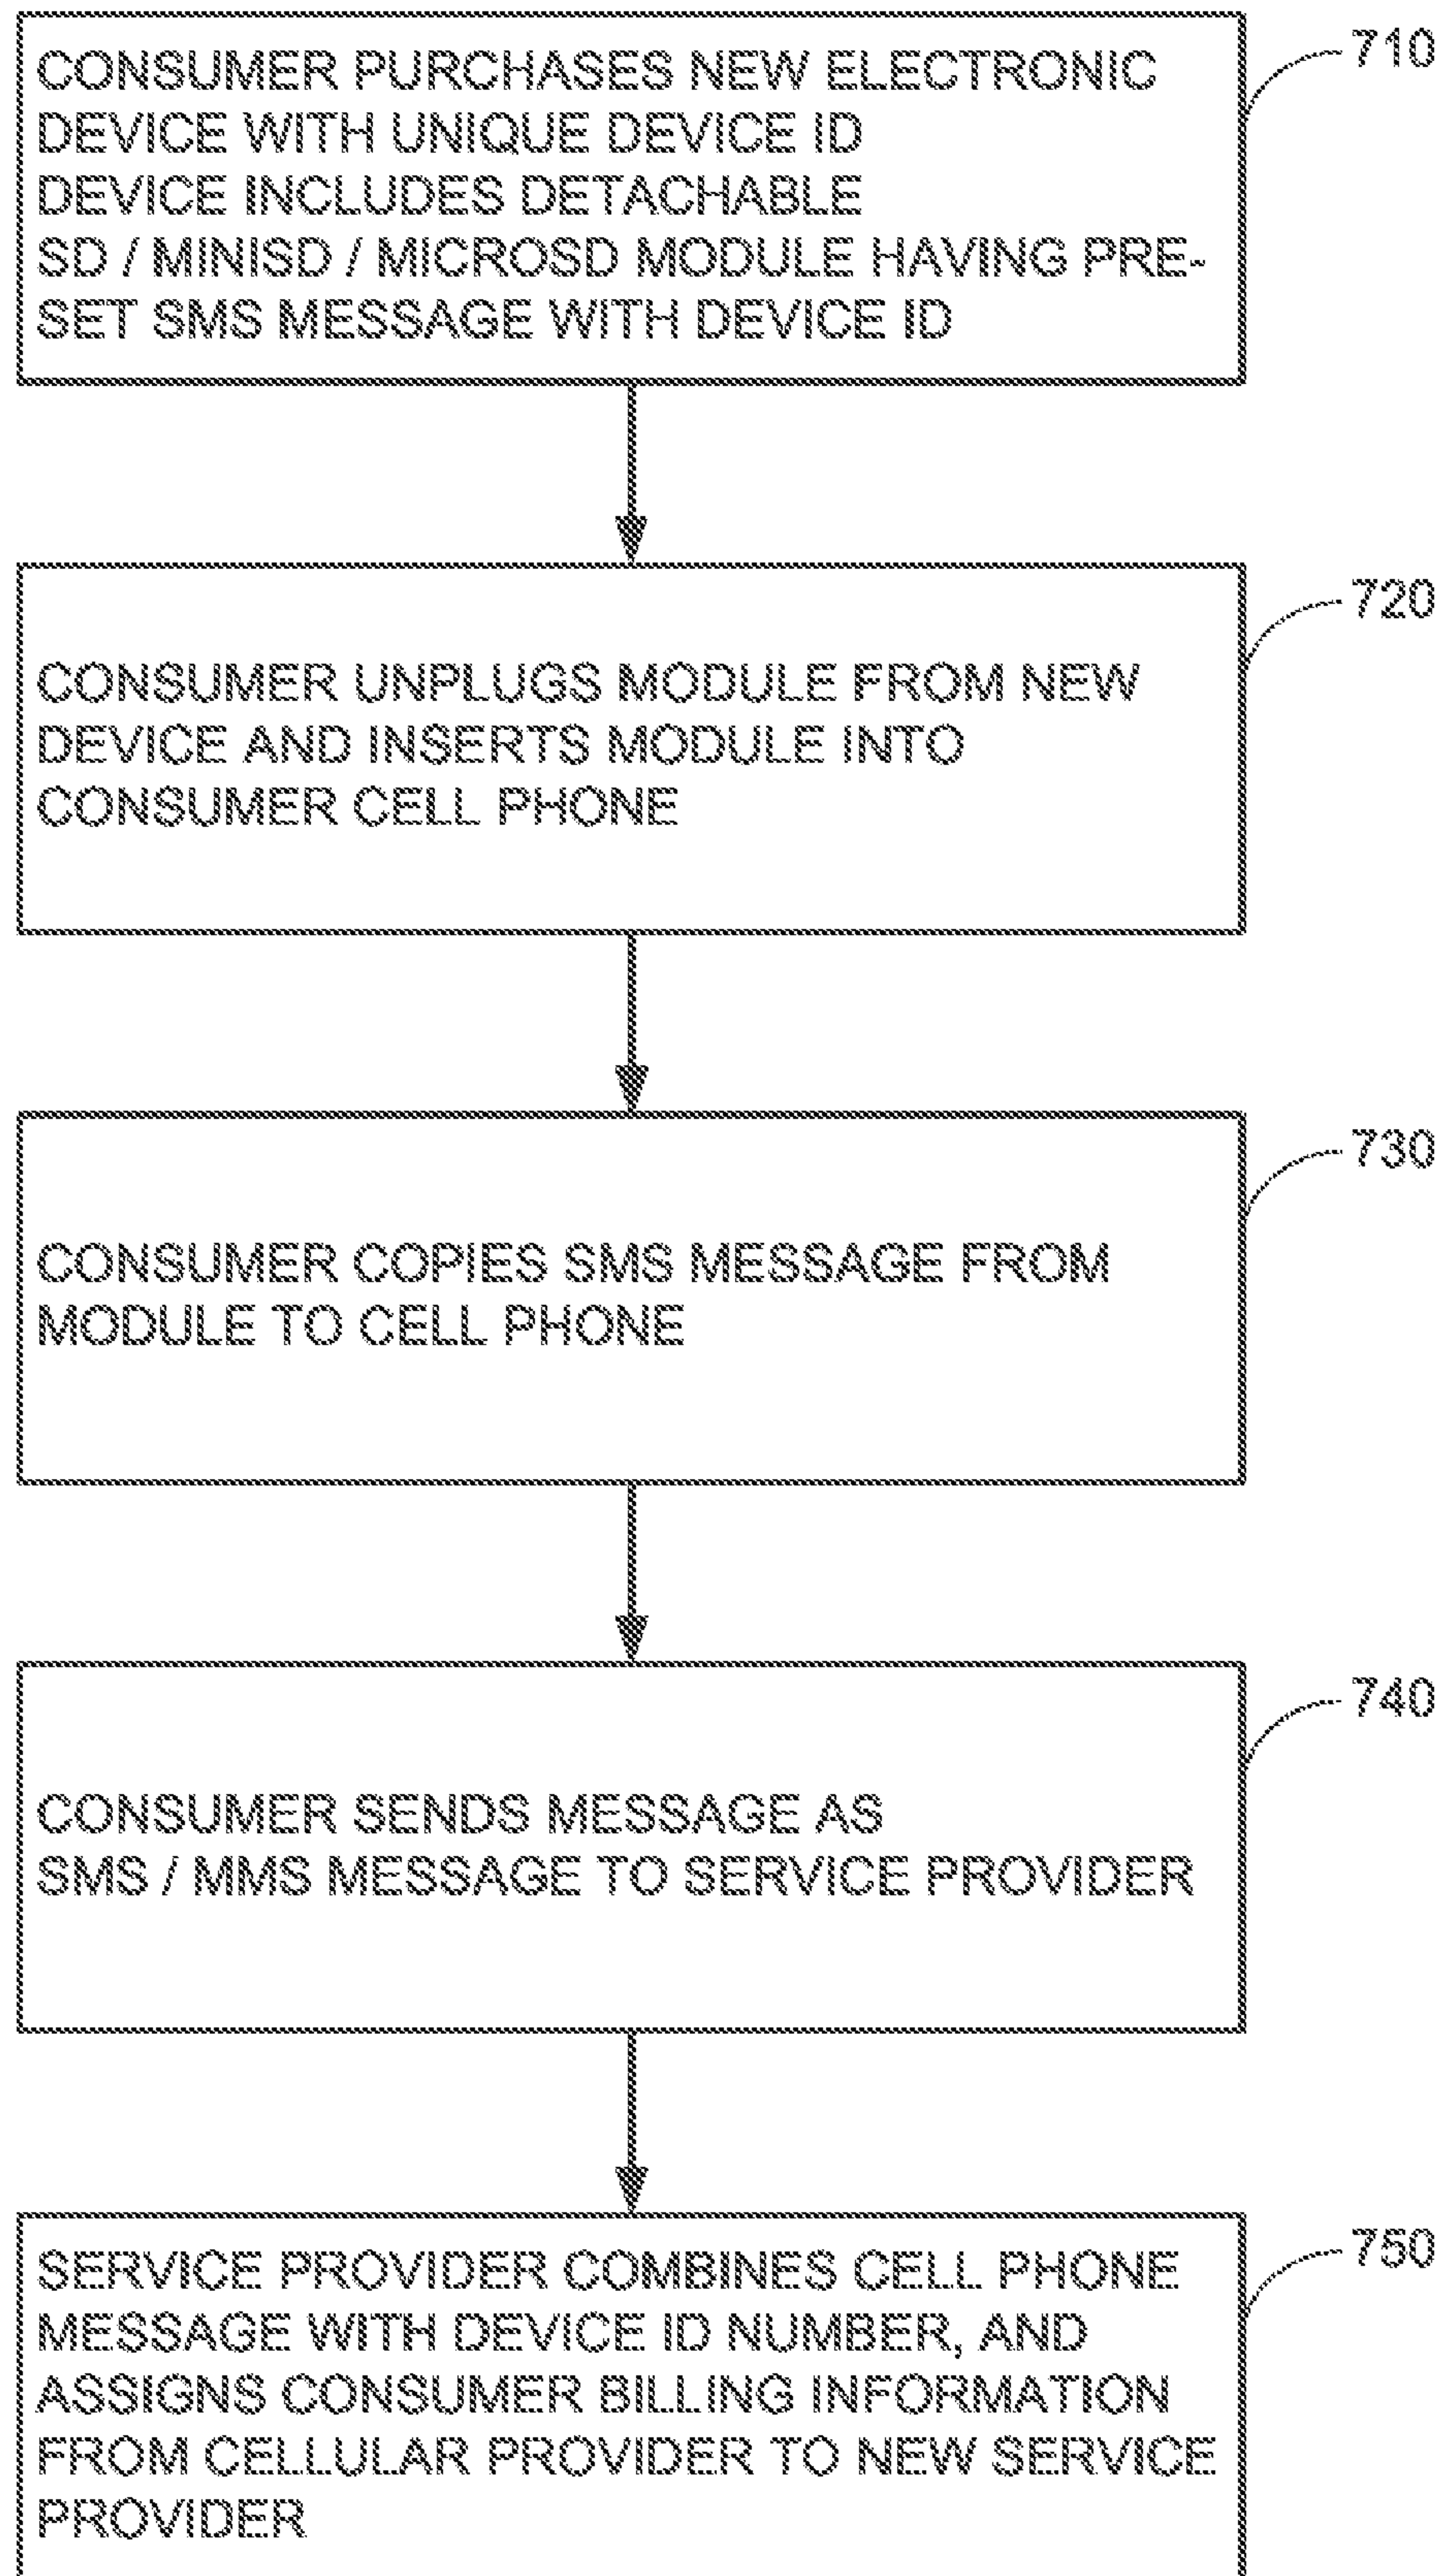 CONSUMER PURCHASES NEW ELECTRONIC
DEVICE WITH UNIQUE DEVICE ID
DEVICE INCLUDES DETACHABLE
SD / MINISD / MICROSD MODULE HAVING PRE-
SET SMS MESSAGE WITH DEVICE ID
710
CONSUMER UNPLUGS MODULE FROM NEW
DEVICE AND INSERTS MODULE INTO
CONSUMER CELL PHONE
720
CONSUMER COPIES SMS MESSAGE FROM
MODULE TO CELL PHONE
730
CONSUMER SENDS MESSAGE AS
SMS / MMS MESSAGE TO SERVICE PROVIDER
740
SERVICE PROVIDER COMBINES CELL PHONE
MESSAGE WITH DEVICE ID NUMBER, AND
ASSIGNS CONSUMER BILLING INFORMATION
FROM CELLULAR PROVIDER TO NEW SERVICE
PROVIDER
750